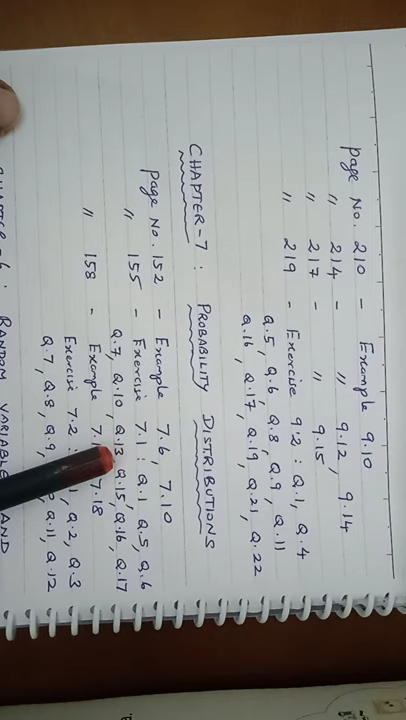 Page No. 210 - Example 9.10
" 214 - " 9.12, 9.14
" 217 - " 9.15
" 219 - Exercise 9.2 : Q.1, Q.4
Q.5, Q.6, Q.8, Q.9, Q.11
Q.16, Q.17, Q.19, Q.21, Q.22
CHAPTER-7 : PROBABILITY DISTRIBUTIONS
Page No. 152 - Example 7.6, 7.10
" 155 - Exercise 7.1 : Q.1, Q.5, Q.6
Q.7, Q.10, Q.13, Q.15, Q.16, Q.17
" 158 - Example 7.18
Exercise 7.2 : Q.2, Q.3
Q.7, Q.8, Q.9, Q.11, Q.12
CHAPTER-6 : RANDOM VARIABLE AND